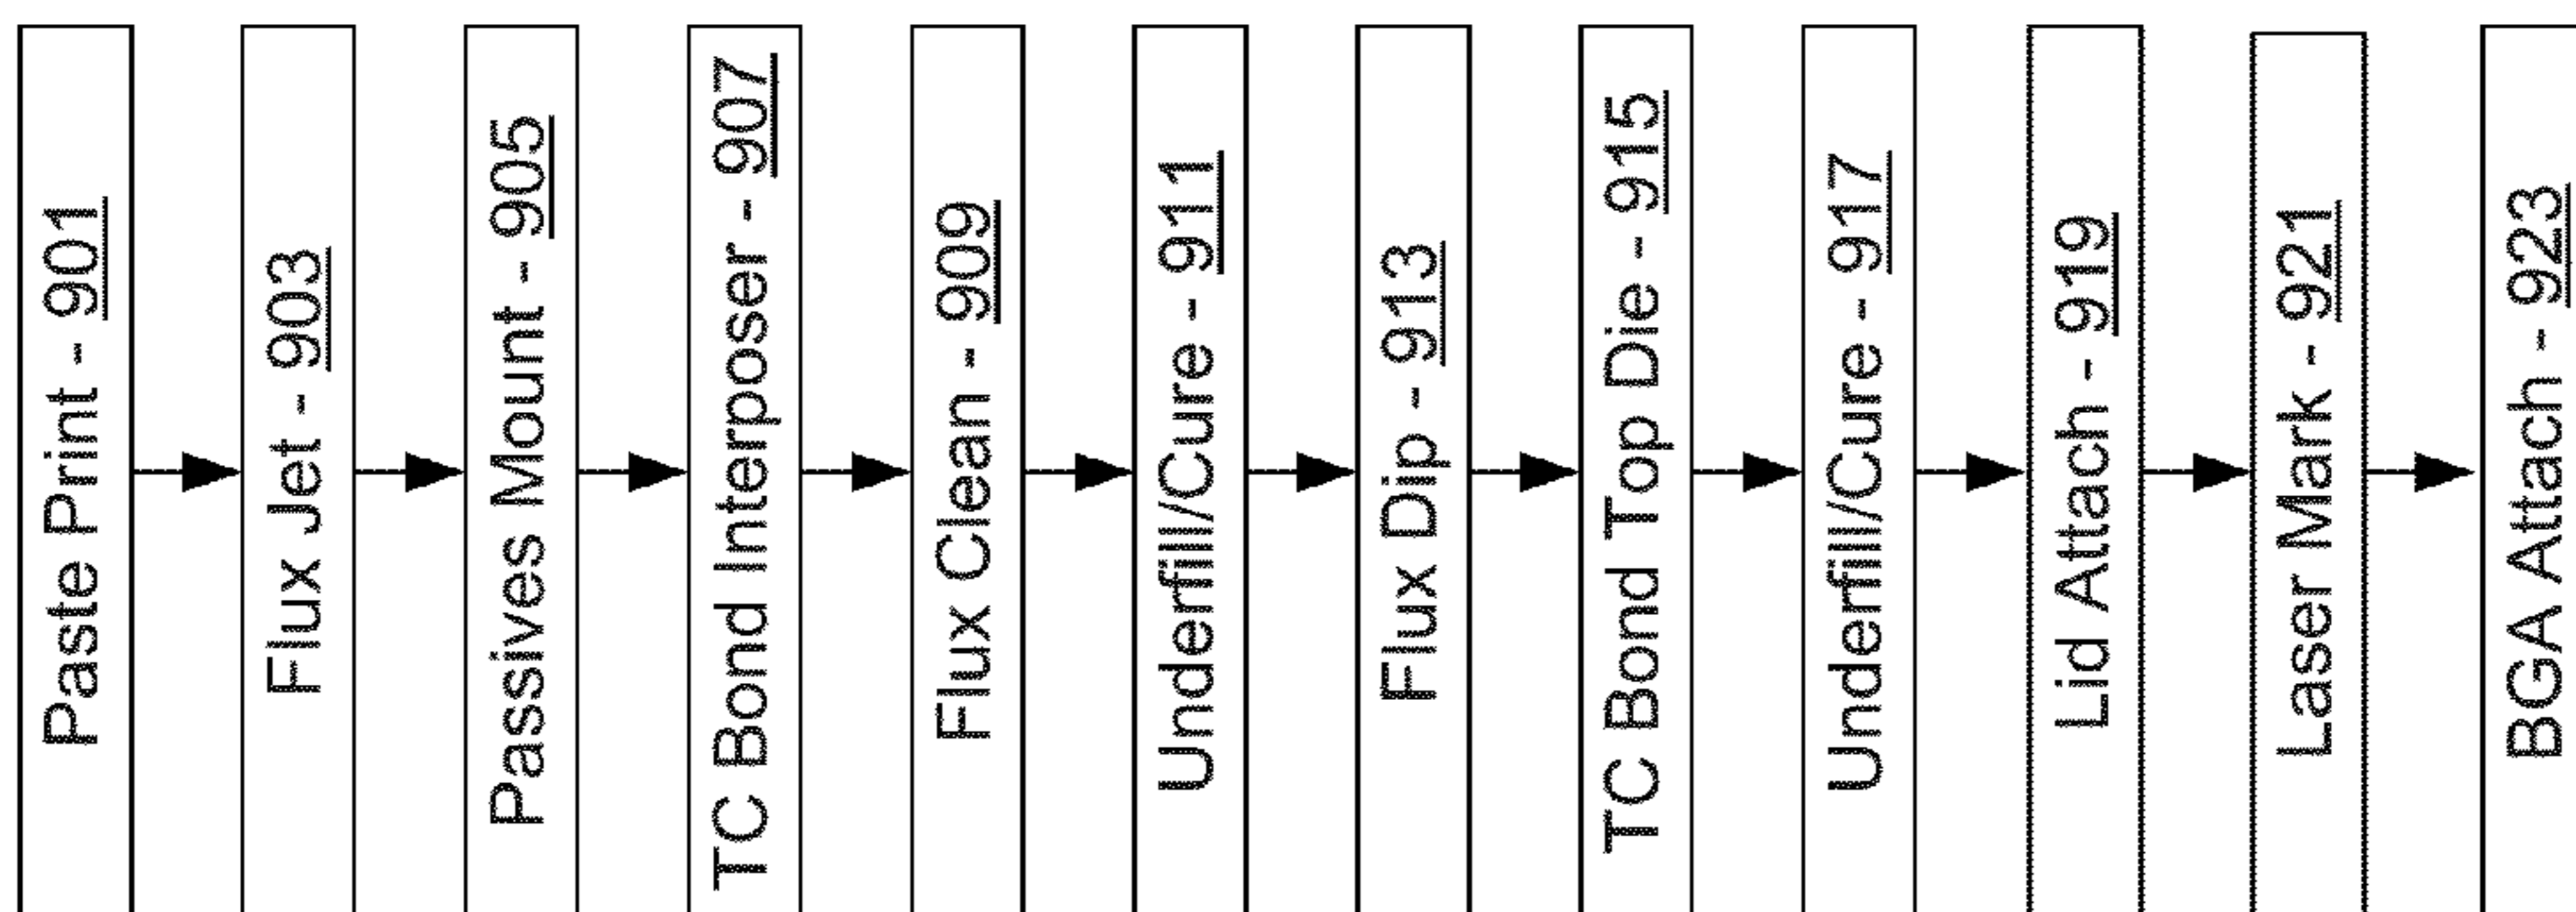 Paste Print - 901
Flux Jet - 903
Passives Mount - 905
TC Bond Interposer - 907
Flux Clean - 909
Underfill/Cure - 911
Flux Dip - 913
TC Bond Top Die - 915
Underfill/Cure - 917
Lid Attach - 919
Laser Mark - 921
BGA Attach - 923